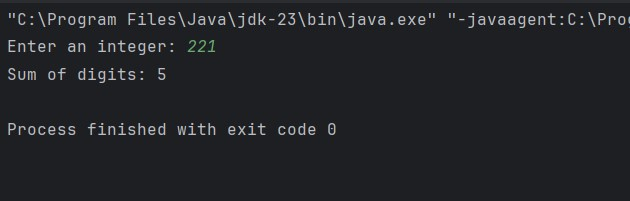 "C:\Program Files\Java\jdk-23\bin\java.exe" "-javaagent:C:\Pro
Enter an integer: 221
Sum of digits: 5
Process finished with exit code 0